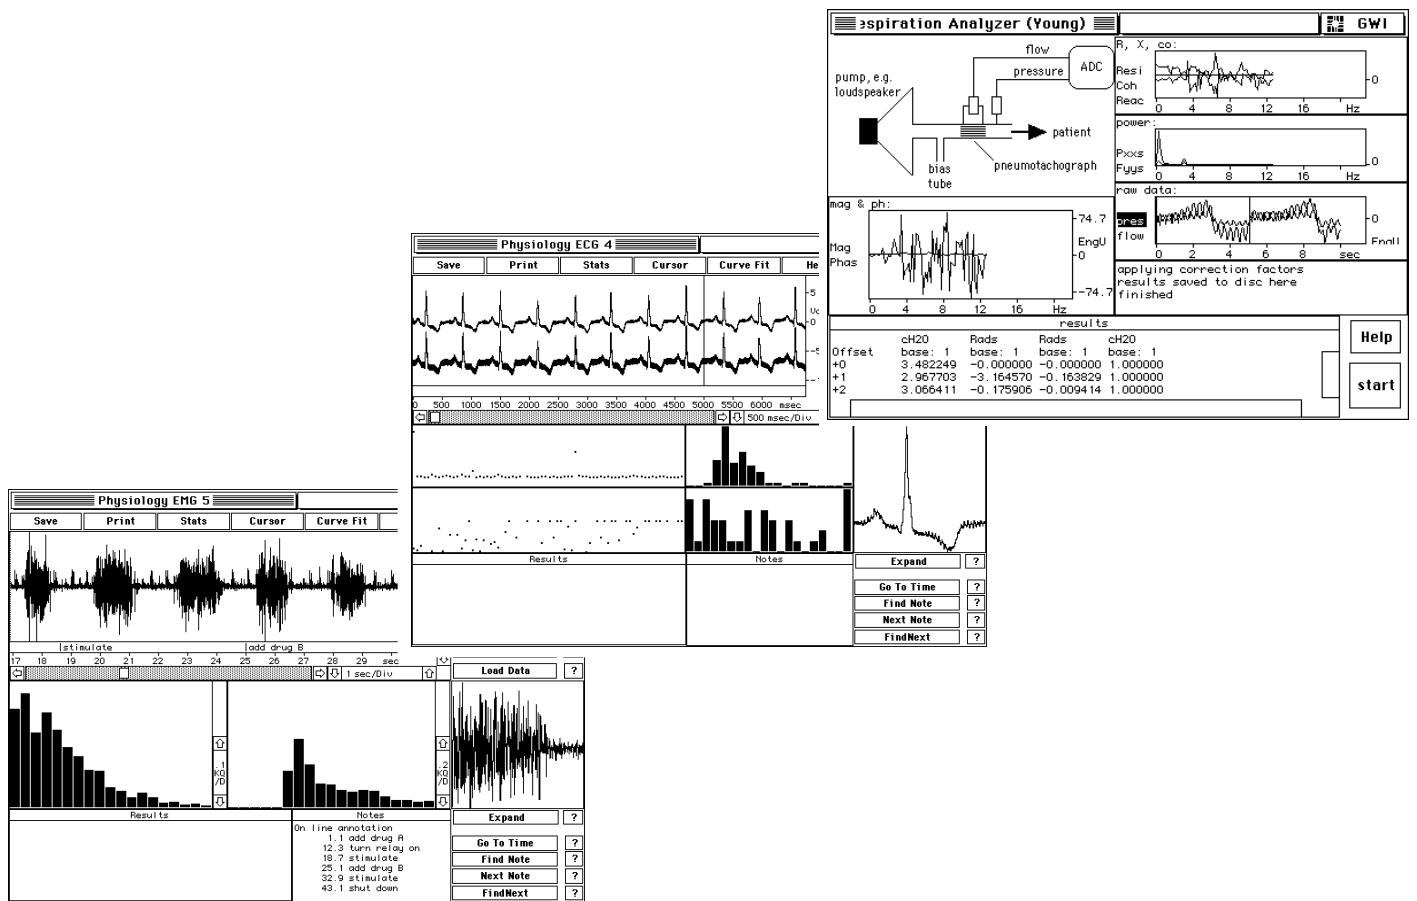 espiration Analyzer (Young)
GWI
flow
pressure
ADC
pump, e.g.
loudspeaker
patient
bias
tube
pneumotachograph
R, X, co:
Resi
Coh
Reac
0
0 4 8 12 16 Hz
power:
Pxxs
Fyys
0
0 4 8 12 16 Hz
raw data:
pres
flow
0
EngU
0 2 4 6 8 sec
mag & ph:
Mag
Phas
74.7
EngU
0
-74.7
0 4 8 12 16 Hz
applying correction factors
results saved to disc here
finished
results
cH20 Rads Rads cH20
Offset base: 1 base: 1 base: 1 base: 1
+0 3.482249 -0.000000 -0.000000 1.000000
+1 2.967703 -3.164570 -0.163829 1.000000
+2 3.066411 -0.175906 -0.009414 1.000000
Help
start
Physiology ECG 4
Save Print Stats Cursor Curve Fit He
5
0
-5
0 500 1000 1500 2000 2500 3000 3500 4000 4500 5000 5500 6000 msec
500 msec/Div
Results Notes
Expand ?
Go To Time ?
Find Note ?
Next Note ?
FindNext ?
Physiology EMG 5
Save Print Stats Cursor Curve Fit
stimulate add drug B
17 18 19 20 21 22 23 24 25 26 27 28 29 sec
1 sec/Div
Load Data ?
.1
KQ
/D
.2
KQ
/D
Results Notes
On line annotation
1.1 add drug A
12.3 turn relay on
18.7 stimulate
25.1 add drug B
32.9 stimulate
43.1 shut down
Expand ?
Go To Time ?
Find Note ?
Next Note ?
FindNext ?